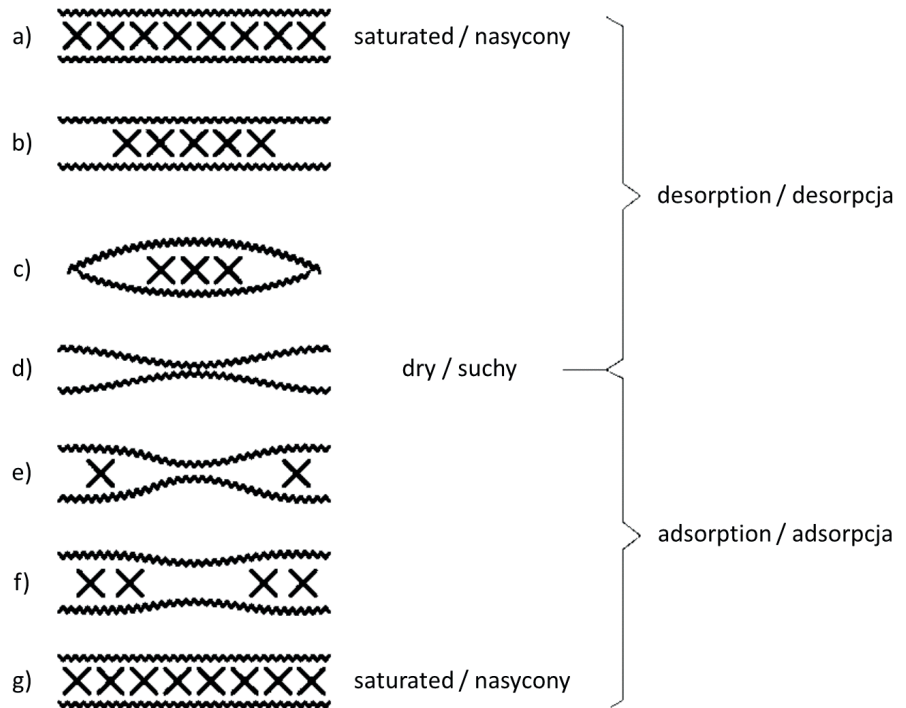 a) saturated / nasycony
b)
desorption / desorpcja
c)
d) dry / suchy
e)
adsorption / adsorpcja
f)
g) saturated / nasycony